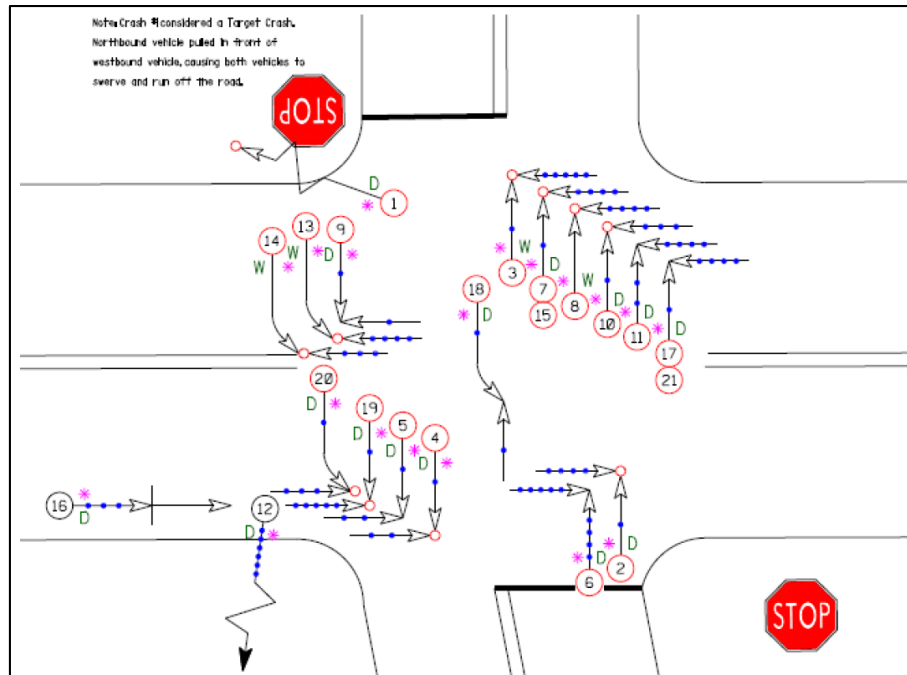 Note:Crash #1 considered a Target Crash.
Northbound vehicle pulled in front of
westbound vehicle, causing both vehicles to
swerve and run off the road.
STOP
D
1
14
13
9
W
W
D
3
W
7
D
15
8
W
10
D
11
D
17
D
21
18
D
20
D
19
D
5
D
4
D
16
D
12
D
6
D
2
D
STOP